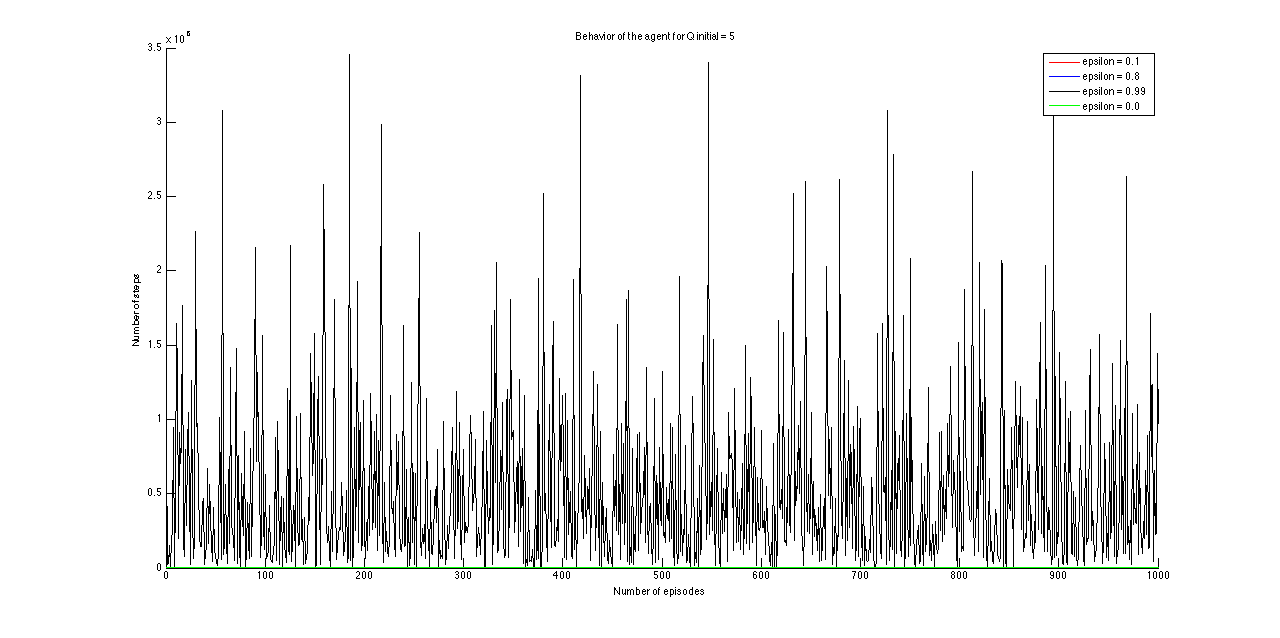 Behavior of the agent for Q initial = 5
x 10
3.5
3
2.5
2
1.5
1
0.5
0
Number of steps
epsilon = 0.1
epsilon = 0.8
epsilon = 0.99
epsilon = 0.0
0 100 200 300 400 500 600 700 800 900 1000
Number of episodes